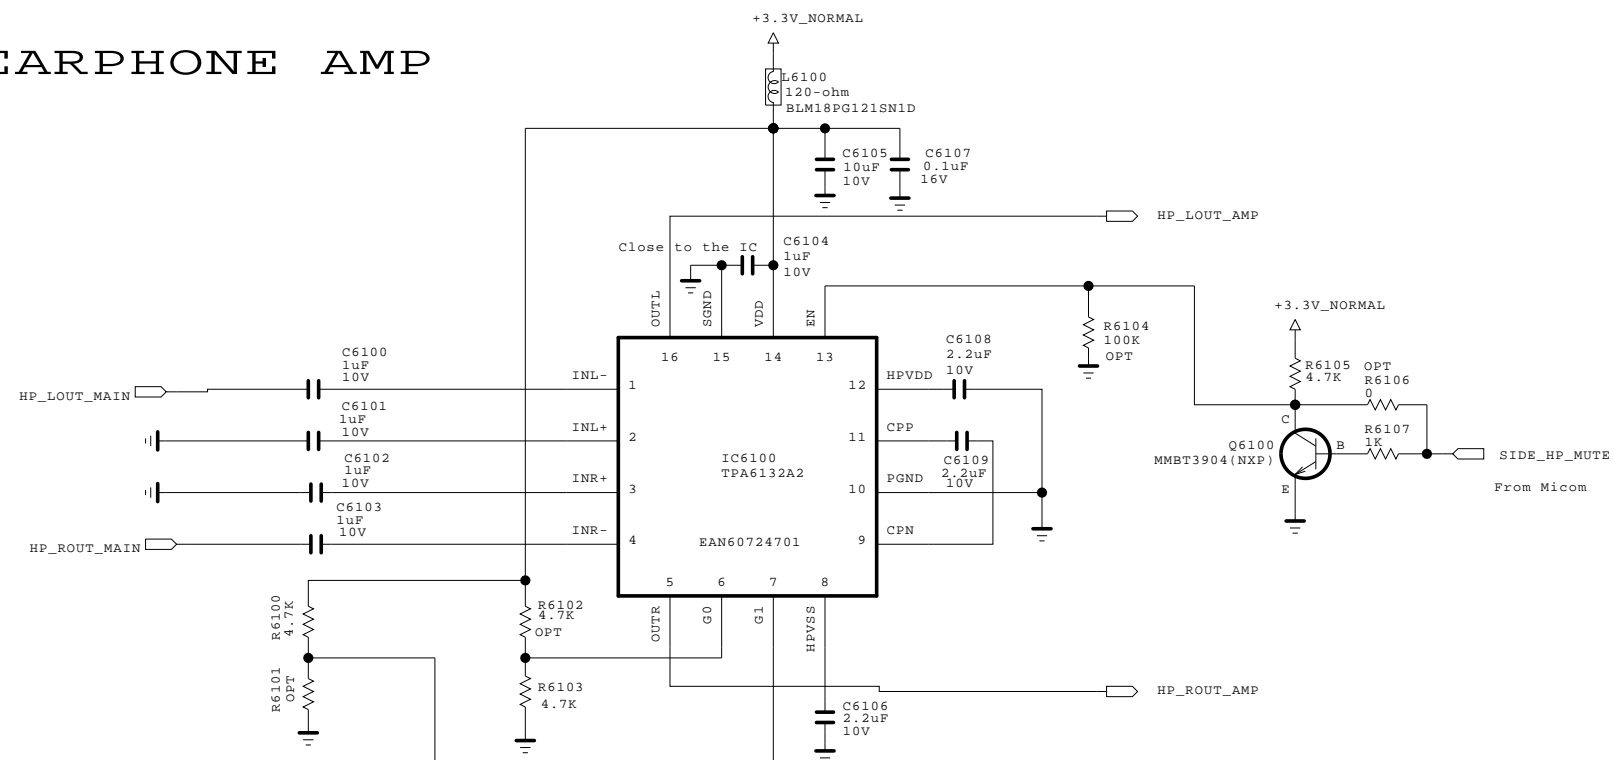 +3.3V_NORMAL
EARPHONE AMP
L6100
120-ohm
BLM18PG121SN1D
C6105
10uF
10V
C6107
0.1uF
16V
HP_LOUT_AMP
Close to the IC
C6104
1uF
10V
OUTL
SGND
VDD
EN
16
15
14
13
R6104
100K
OPT
+3.3V_NORMAL
R6105
4.7K
OPT
R6106
0
R6107
1K
C
B
E
Q6100
MMBT3904(NXP)
SIDE_HP_MUTE
From Micom
HP_LOUT_MAIN
C6100
1uF
10V
INL-
1
C6101
1uF
10V
INL+
2
C6102
1uF
10V
INR+
3
C6103
1uF
10V
INR-
4
HP_ROUT_MAIN
IC6100
TPA6132A2
EAN60724701
12
HPVDD
C6108
2.2uF
10V
11
CPP
C6109
2.2uF
10V
10
PGND
9
CPN
5
6
7
8
OUTR
G0
G1
HPVSS
R6100
4.7K
R6101
OPT
R6102
4.7K
OPT
R6103
4.7K
C6106
2.2uF
10V
HP_ROUT_AMP